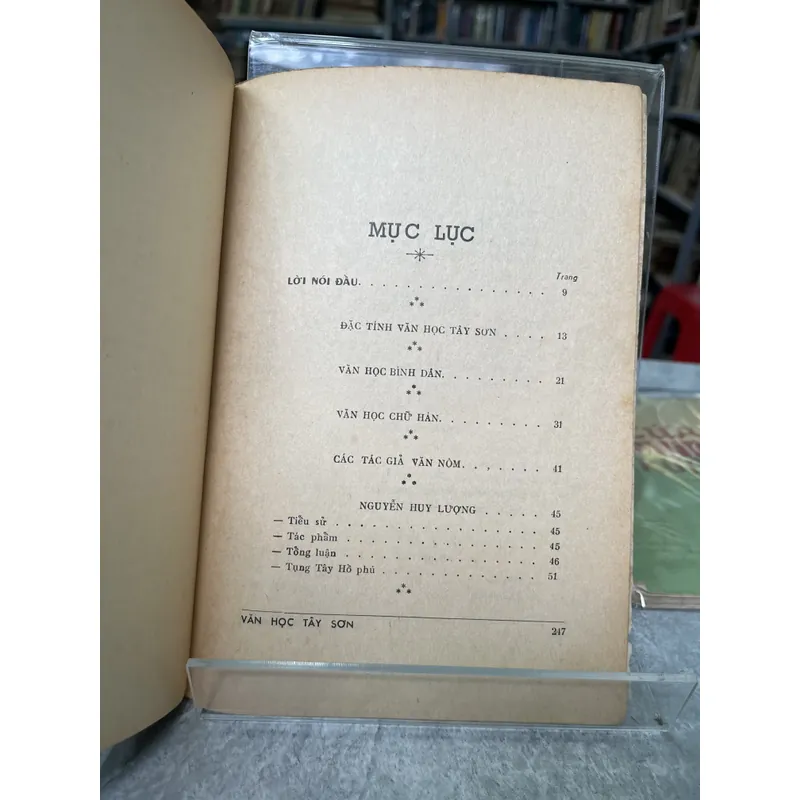 MỤC LỤC
Trang
LỜI NÓI ĐẦU. . . . . . . . . . . . . . . . 9
ĐẶC TÍNH VĂN HỌC TÂY SƠN . . . . 13
VĂN HỌC BÌNH DÂN. . . . . . . . . 21
VĂN HỌC CHỮ HÁN. . . . . . . . . 31
CÁC TÁC GIẢ VĂN NÔM. . . . . . . 41
NGUYỄN HUY LƯỢNG . . . . . 45
— Tiểu sử . . . . . . . . . . . . . . . . . 45
— Tác phẩm . . . . . . . . . . . . . . . . 45
— Tổng luận . . . . . . . . . . . . . . . . 46
— Tụng Tây Hồ phú . . . . . . . . . . . . 51
VĂN HỌC TÂY SƠN 247